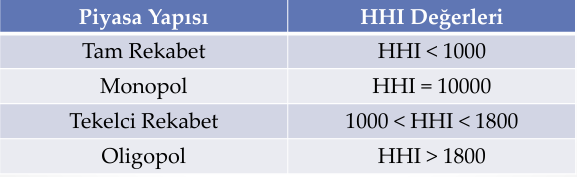 Piyasa Yapısı HHI Değerleri
Tam Rekabet HHI < 1000
Monopol HHI = 10000
Tekelci Rekabet 1000 < HHI < 1800
Oligopol HHI > 1800